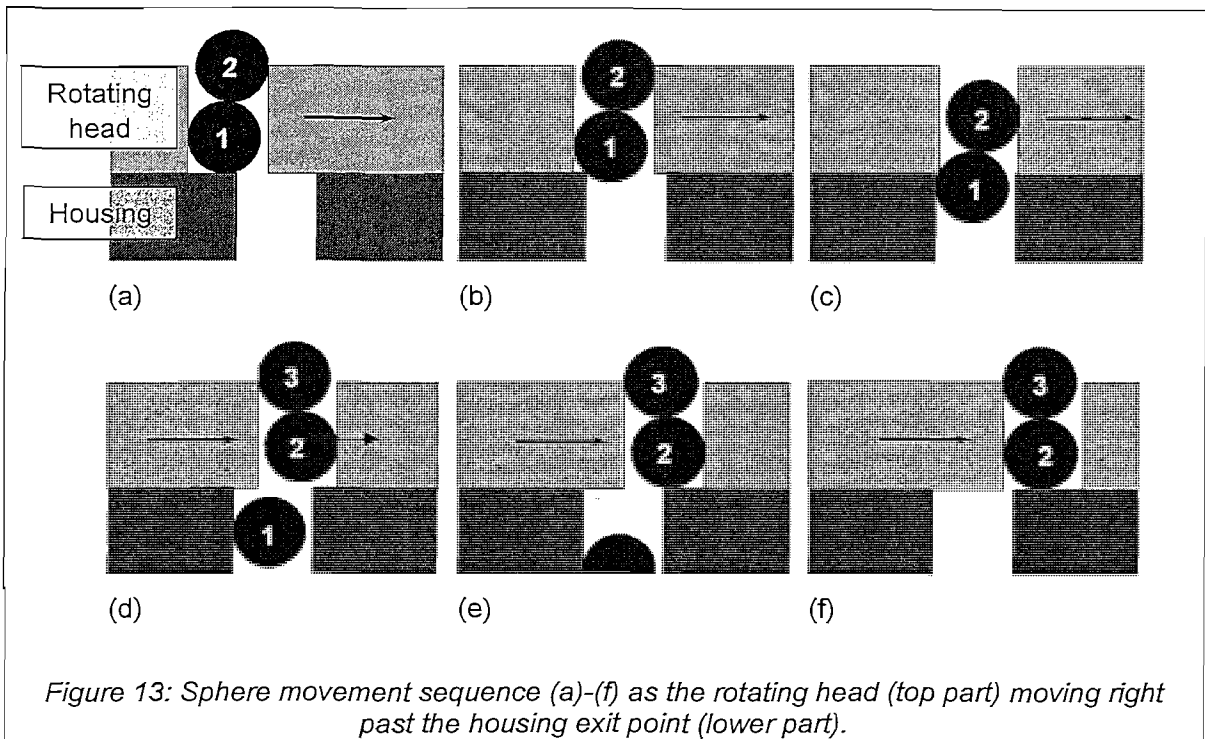 Rotating
head
Housing
2
1
2
1
2
1
(a)
(b)
(c)
3
2
1
3
2
3
2
(d)
(e)
(f)
Figure 13: Sphere movement sequence (a)-(f) as the rotating head (top part) moving right
past the housing exit point (lower part).